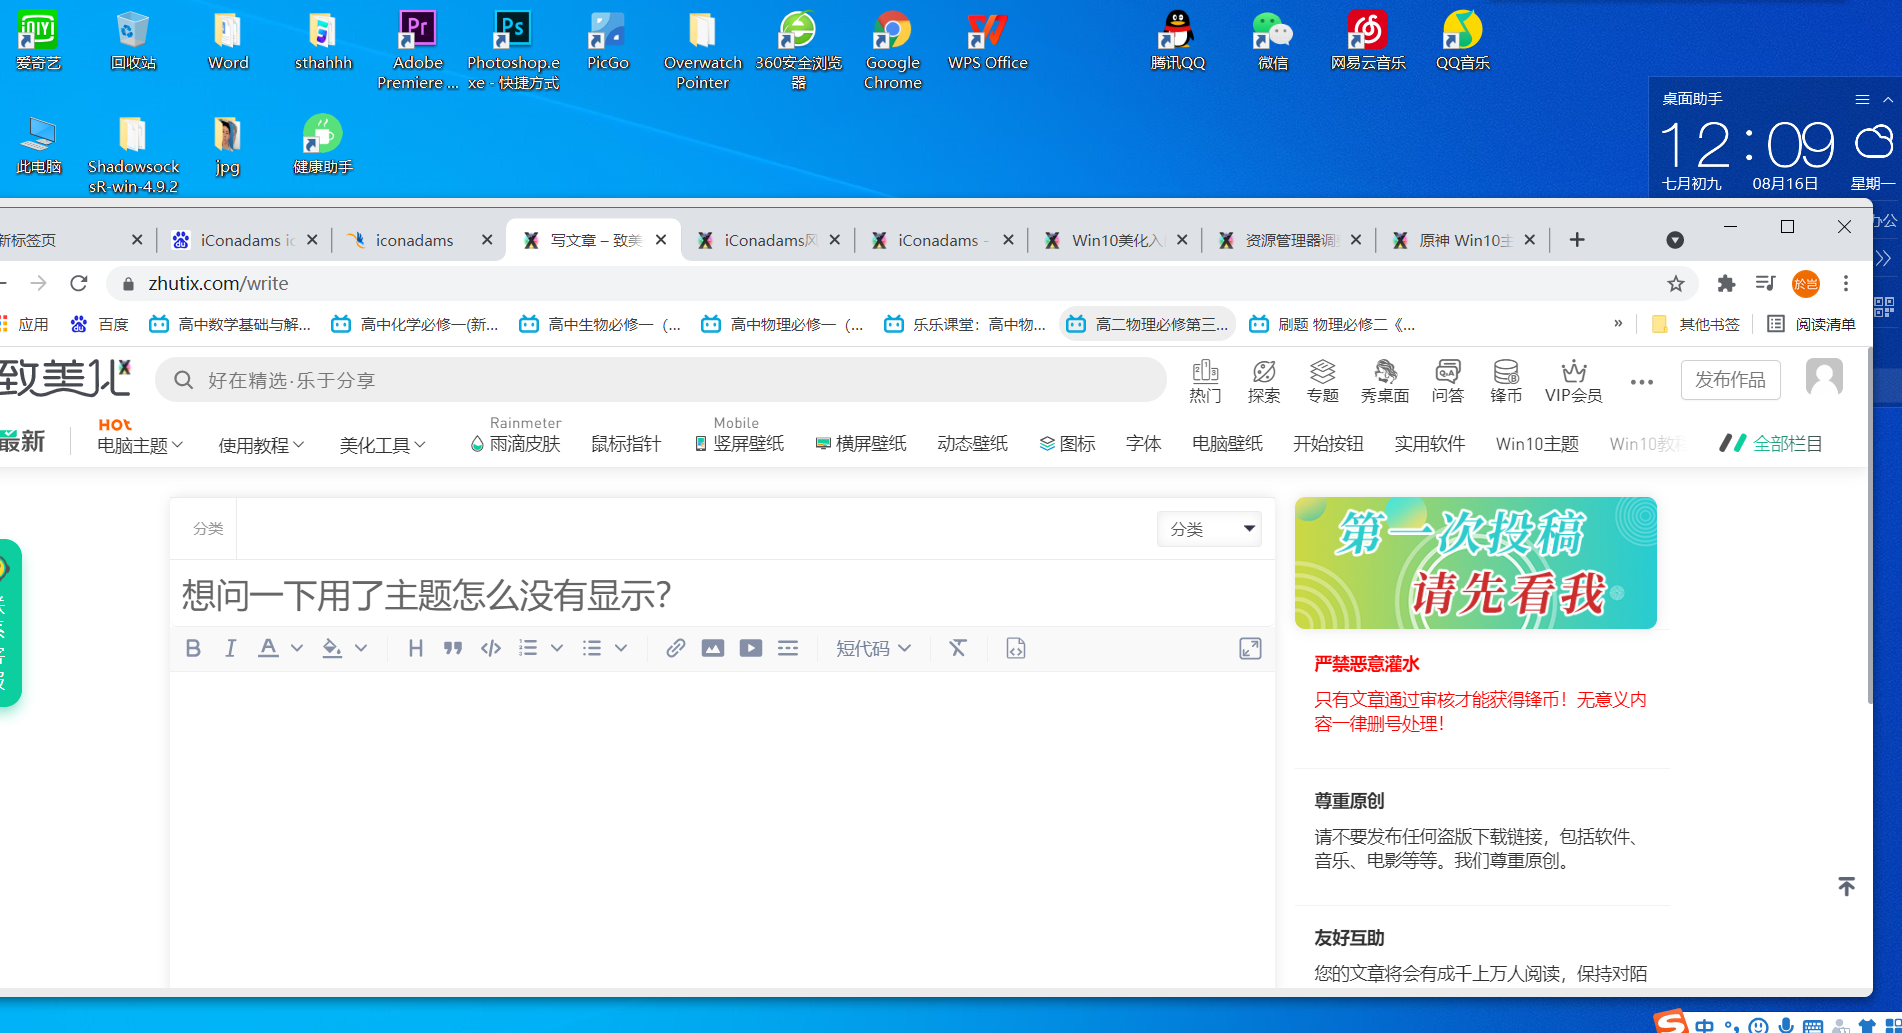 爱奇艺
回收站
Word
sthahhh
Adobe
Premiere ...
Photoshop.e
xe - 快捷方式
PicGo
Overwatch
Pointer
360安全浏览
器
Google
Chrome
WPS Office
腾讯QQ
微信
网易云音乐
QQ音乐
此电脑
Shadowsock
sR-win-4.9.2
jpg
健康助手
桌面助手
12:09
七月初九 08月16日 星期一
办公
新标签页
iConadams ic
iconadams
写文章 – 致美
iConadams风
iConadams -
Win10美化入
资源管理器调
原神 Win10主
zhutix.com/write
於岂
应用
百度
高中数学基础与解...
高中化学必修一(新...
高中生物必修一（...
高中物理必修一（...
乐乐课堂：高中物...
高二物理必修第三...
刷题 物理必修二《...
»
其他书签
阅读清单
致美化
好在精选·乐于分享
热门
探索
专题
秀桌面
问答
锋币
VIP会员
发布作品
最新
HOt
电脑主题
使用教程
美化工具
Rainmeter
雨滴皮肤
鼠标指针
Mobile
竖屏壁纸
横屏壁纸
动态壁纸
图标
字体
电脑壁纸
开始按钮
实用软件
Win10主题
Win10教程
全部栏目
分类
分类
想问一下用了主题怎么没有显示?
短代码
第一次投稿
请先看我
严禁恶意灌水
只有文章通过审核才能获得锋币！无意义内
容一律删号处理！
尊重原创
请不要发布任何盗版下载链接，包括软件、
音乐、电影等等。我们尊重原创。
友好互助
您的文章将会有成千上万人阅读，保持对陌
中